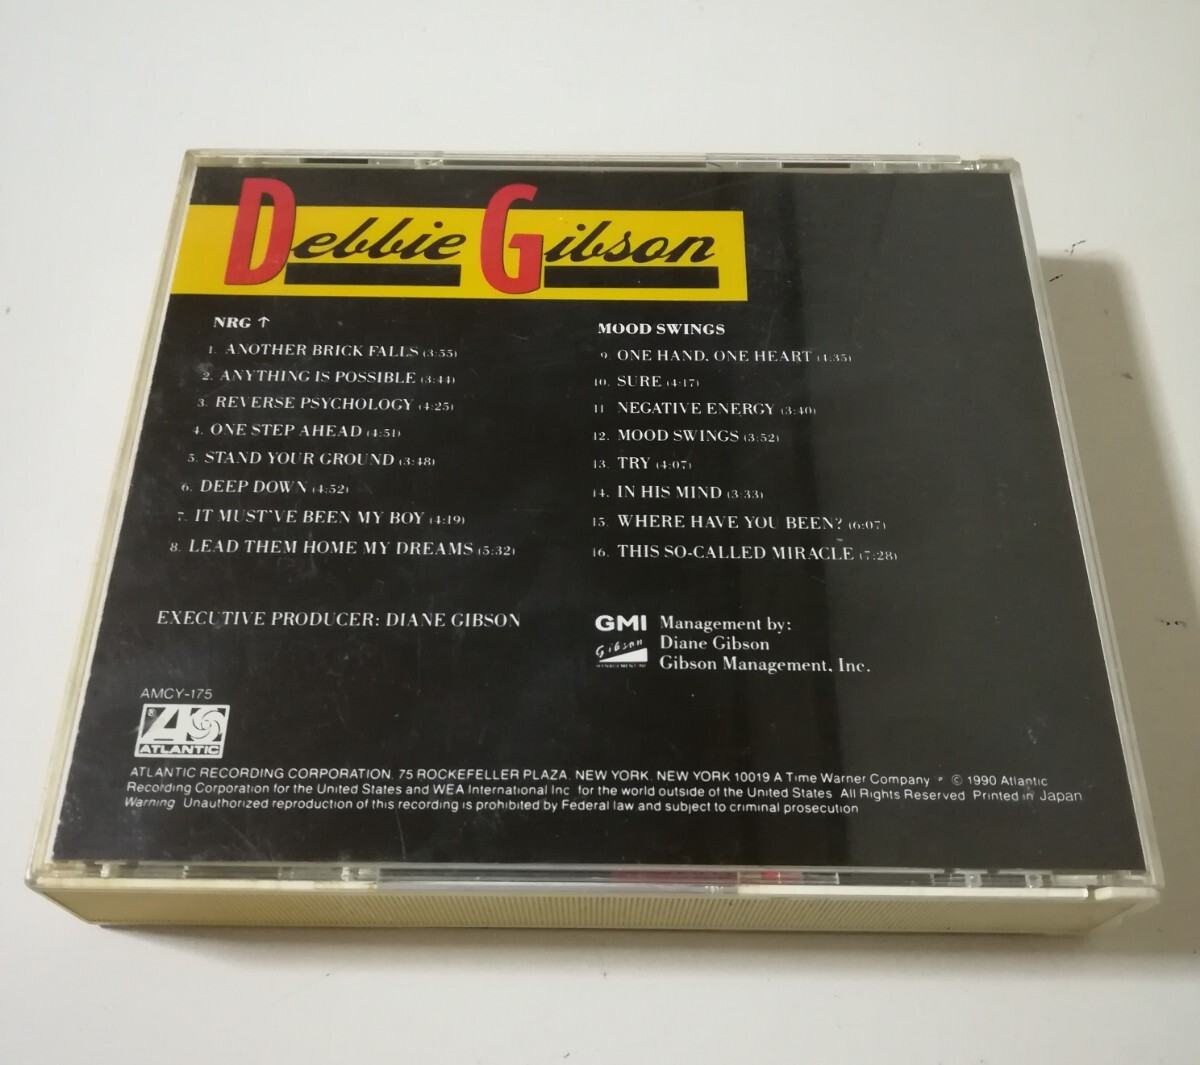 Debbie Gibson
NRG ↑
1. ANOTHER BRICK FALLS (3:55)
2. ANYTHING IS POSSIBLE (3:44)
3. REVERSE PSYCHOLOGY (4:25)
4. ONE STEP AHEAD (4:51)
5. STAND YOUR GROUND (3:48)
6. DEEP DOWN (4:52)
7. IT MUST'VE BEEN MY BOY (4:19)
8. LEAD THEM HOME MY DREAMS (5:32)
MOOD SWINGS
9. ONE HAND, ONE HEART (4:35)
10. SURE (4:17)
11 NEGATIVE ENERGY (3:40)
12. MOOD SWINGS (3:52)
13. TRY (4:07)
14. IN HIS MIND (3:33)
15. WHERE HAVE YOU BEEN? (6:07)
16. THIS SO-CALLED MIRACLE (7:28)
EXECUTIVE PRODUCER: DIANE GIBSON
GMI
Gibson
MANAGEMENT INC
Management by:
Diane Gibson
Gibson Management, Inc.
AMCY-175
®
ATLANTIC
ATLANTIC RECORDING CORPORATION, 75 ROCKEFELLER PLAZA, NEW YORK, NEW YORK 10019 A Time Warner Company • © 1990 Atlantic
Recording Corporation for the United States and WEA International Inc for the world outside of the United States All Rights Reserved Printed in Japan
Warning Unauthorized reproduction of this recording is prohibited by Federal law and subject to criminal prosecution